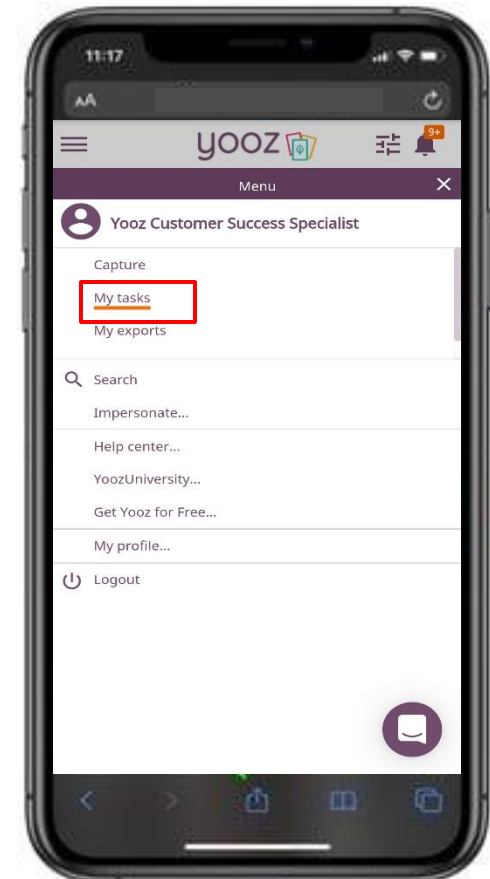 11:17
AA
yooz
9+
Menu
Yooz Customer Success Specialist
Capture
My tasks
My exports
Search
Impersonate...
Help center...
YoozUniversity...
Get Yooz for Free...
My profile...
Logout